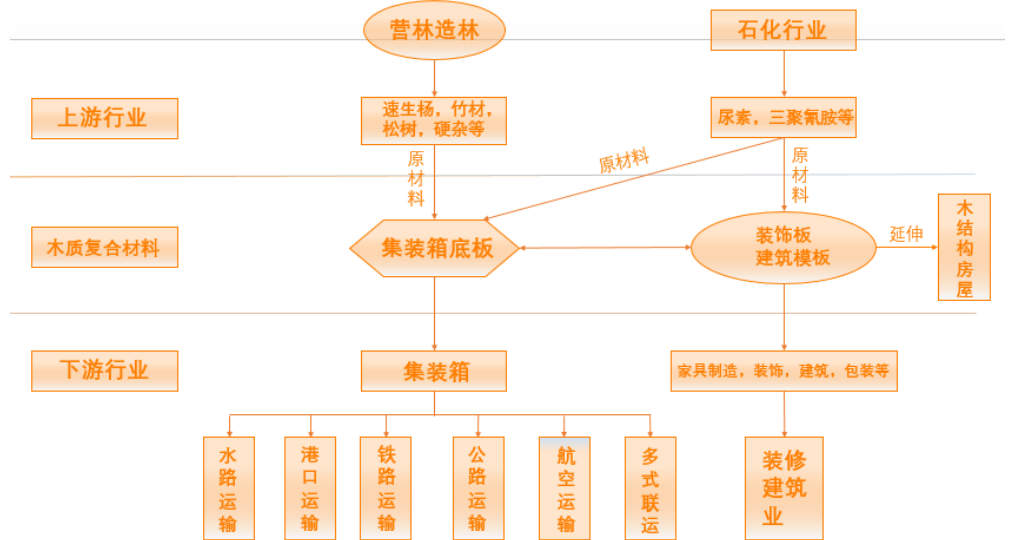 营林造林
石化行业
上游行业
速生杨，竹材，
松树，硬杂等
尿素，三聚氰胺等
原材料
原材料
原材料
木质复合材料
集装箱底板
装饰板
建筑模板
延伸
木结构房屋
下游行业
集装箱
家具制造，装饰，建筑，包装等
水路运输
港口运输
铁路运输
公路运输
航空运输
多式联运
装修
建筑
业